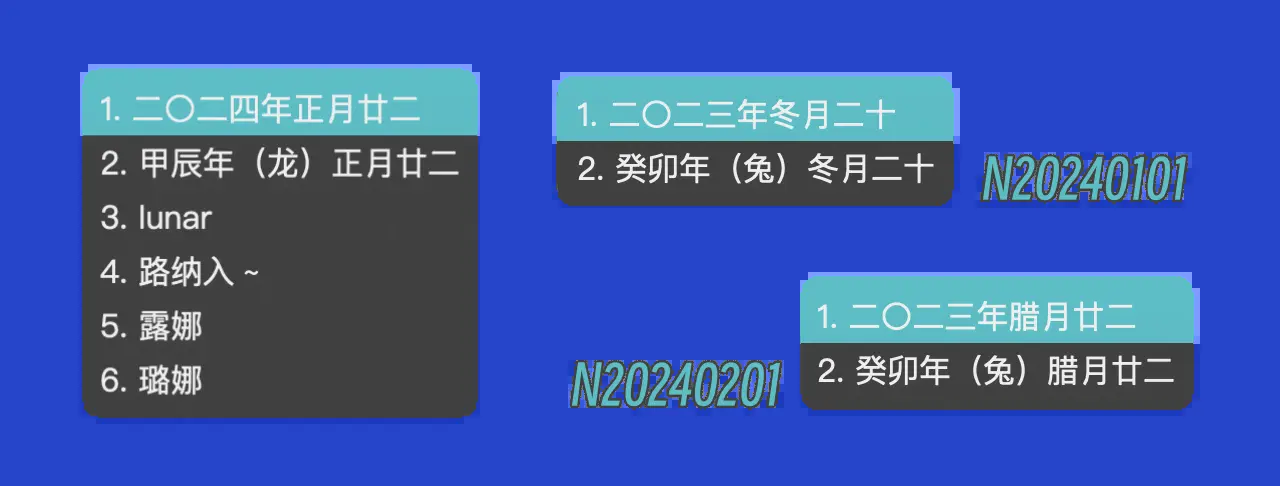 1. 二〇二四年正月廿二
2. 甲辰年（龙）正月廿二
3. lunar
4. 路纳入 ~
5. 露娜
6. 璐娜
1. 二〇二三年冬月二十
2. 癸卯年（兔）冬月二十
N20240101
N20240201
1. 二〇二三年腊月廿二
2. 癸卯年（兔）腊月廿二